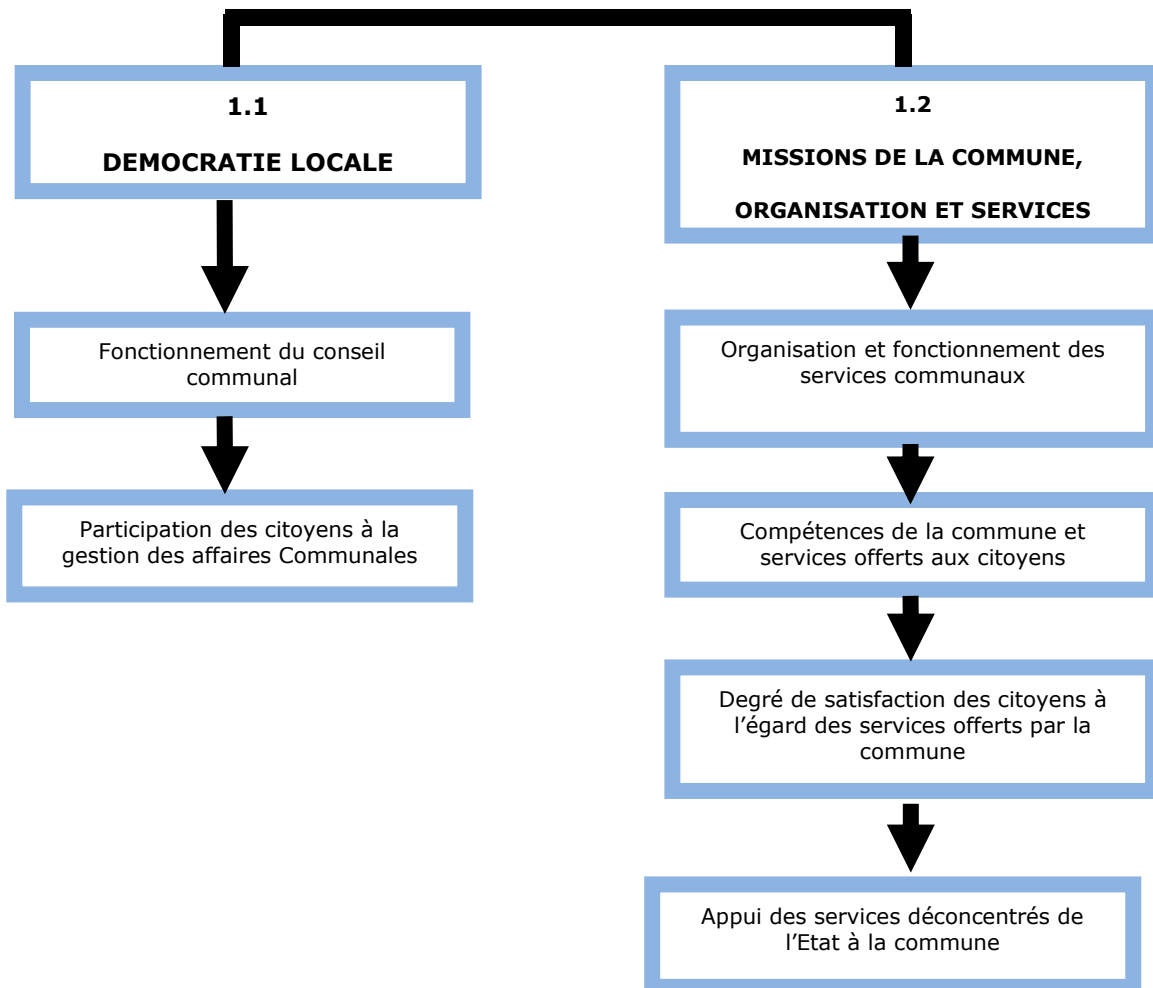 1.1
DEMOCRATIE LOCALE
Fonctionnement du conseil
communal
Participation des citoyens à la
gestion des affaires Communales
1.2
MISSIONS DE LA COMMUNE,
ORGANISATION ET SERVICES
Organisation et fonctionnement des
services communaux
Compétences de la commune et
services offerts aux citoyens
Degré de satisfaction des citoyens à
l’égard des services offerts par la
commune
Appui des services déconcentrés de
l’Etat à la commune